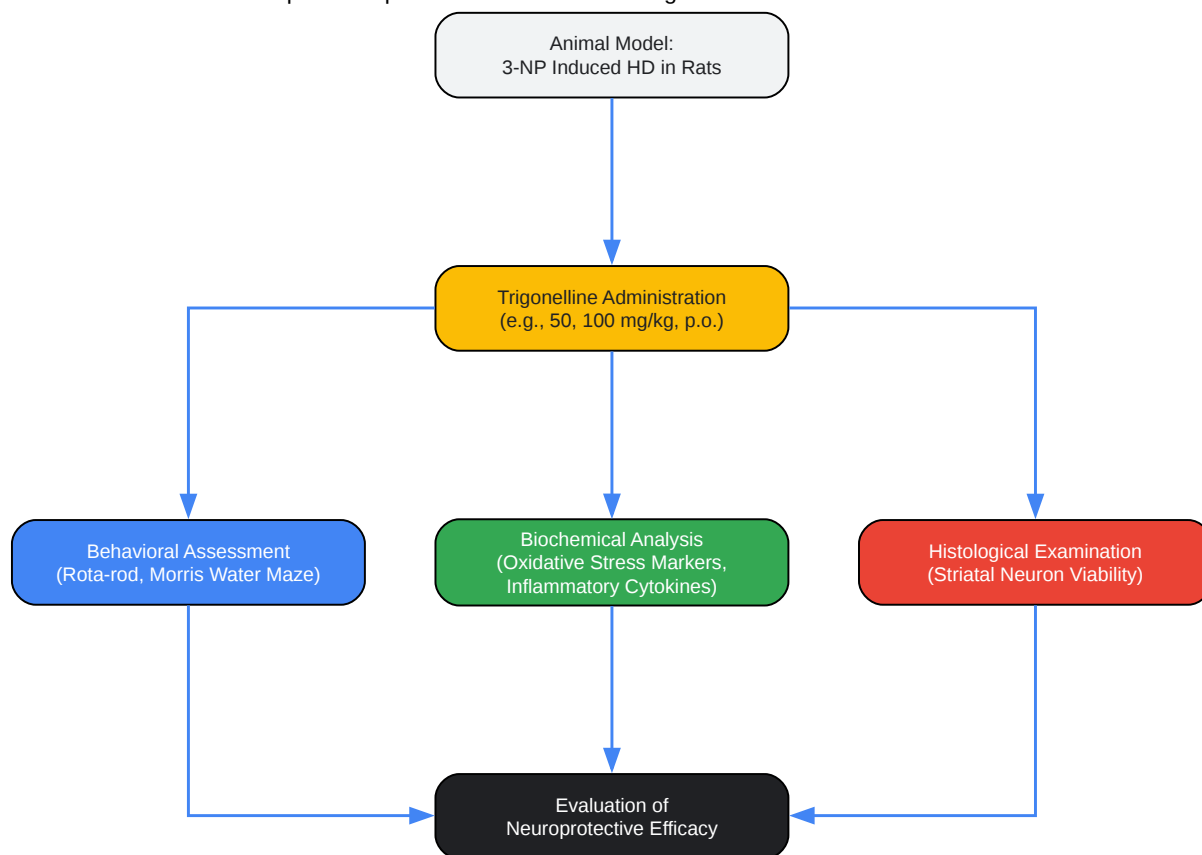 Animal Model:
3-NP Induced HD in Rats
Trigonelline Administration
(e.g., 50, 100 mg/kg, p.o.)
Behavioral Assessment
(Rota-rod, Morris Water Maze)
Biochemical Analysis
(Oxidative Stress Markers,
Inflammatory Cytokines)
Histological Examination
(Striatal Neuron Viability)
Evaluation of
Neuroprotective Efficacy